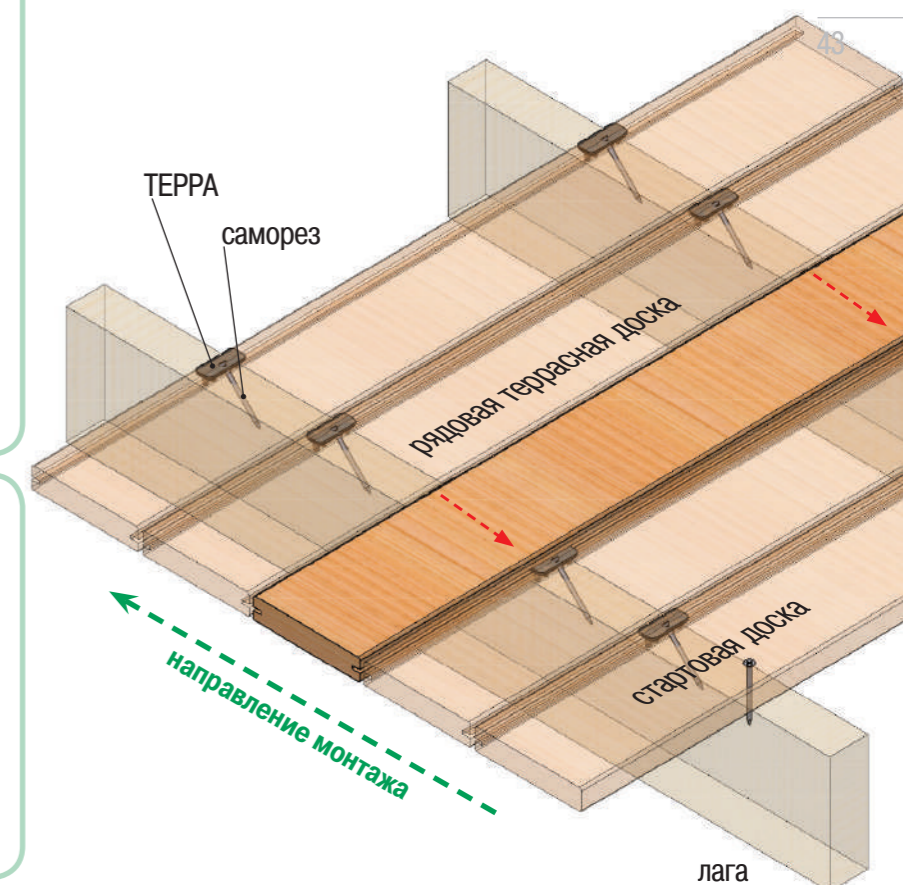 43
ТЕРРА
саморез
рядовая террасная доска
стартовая доска
направление монтажа
лага